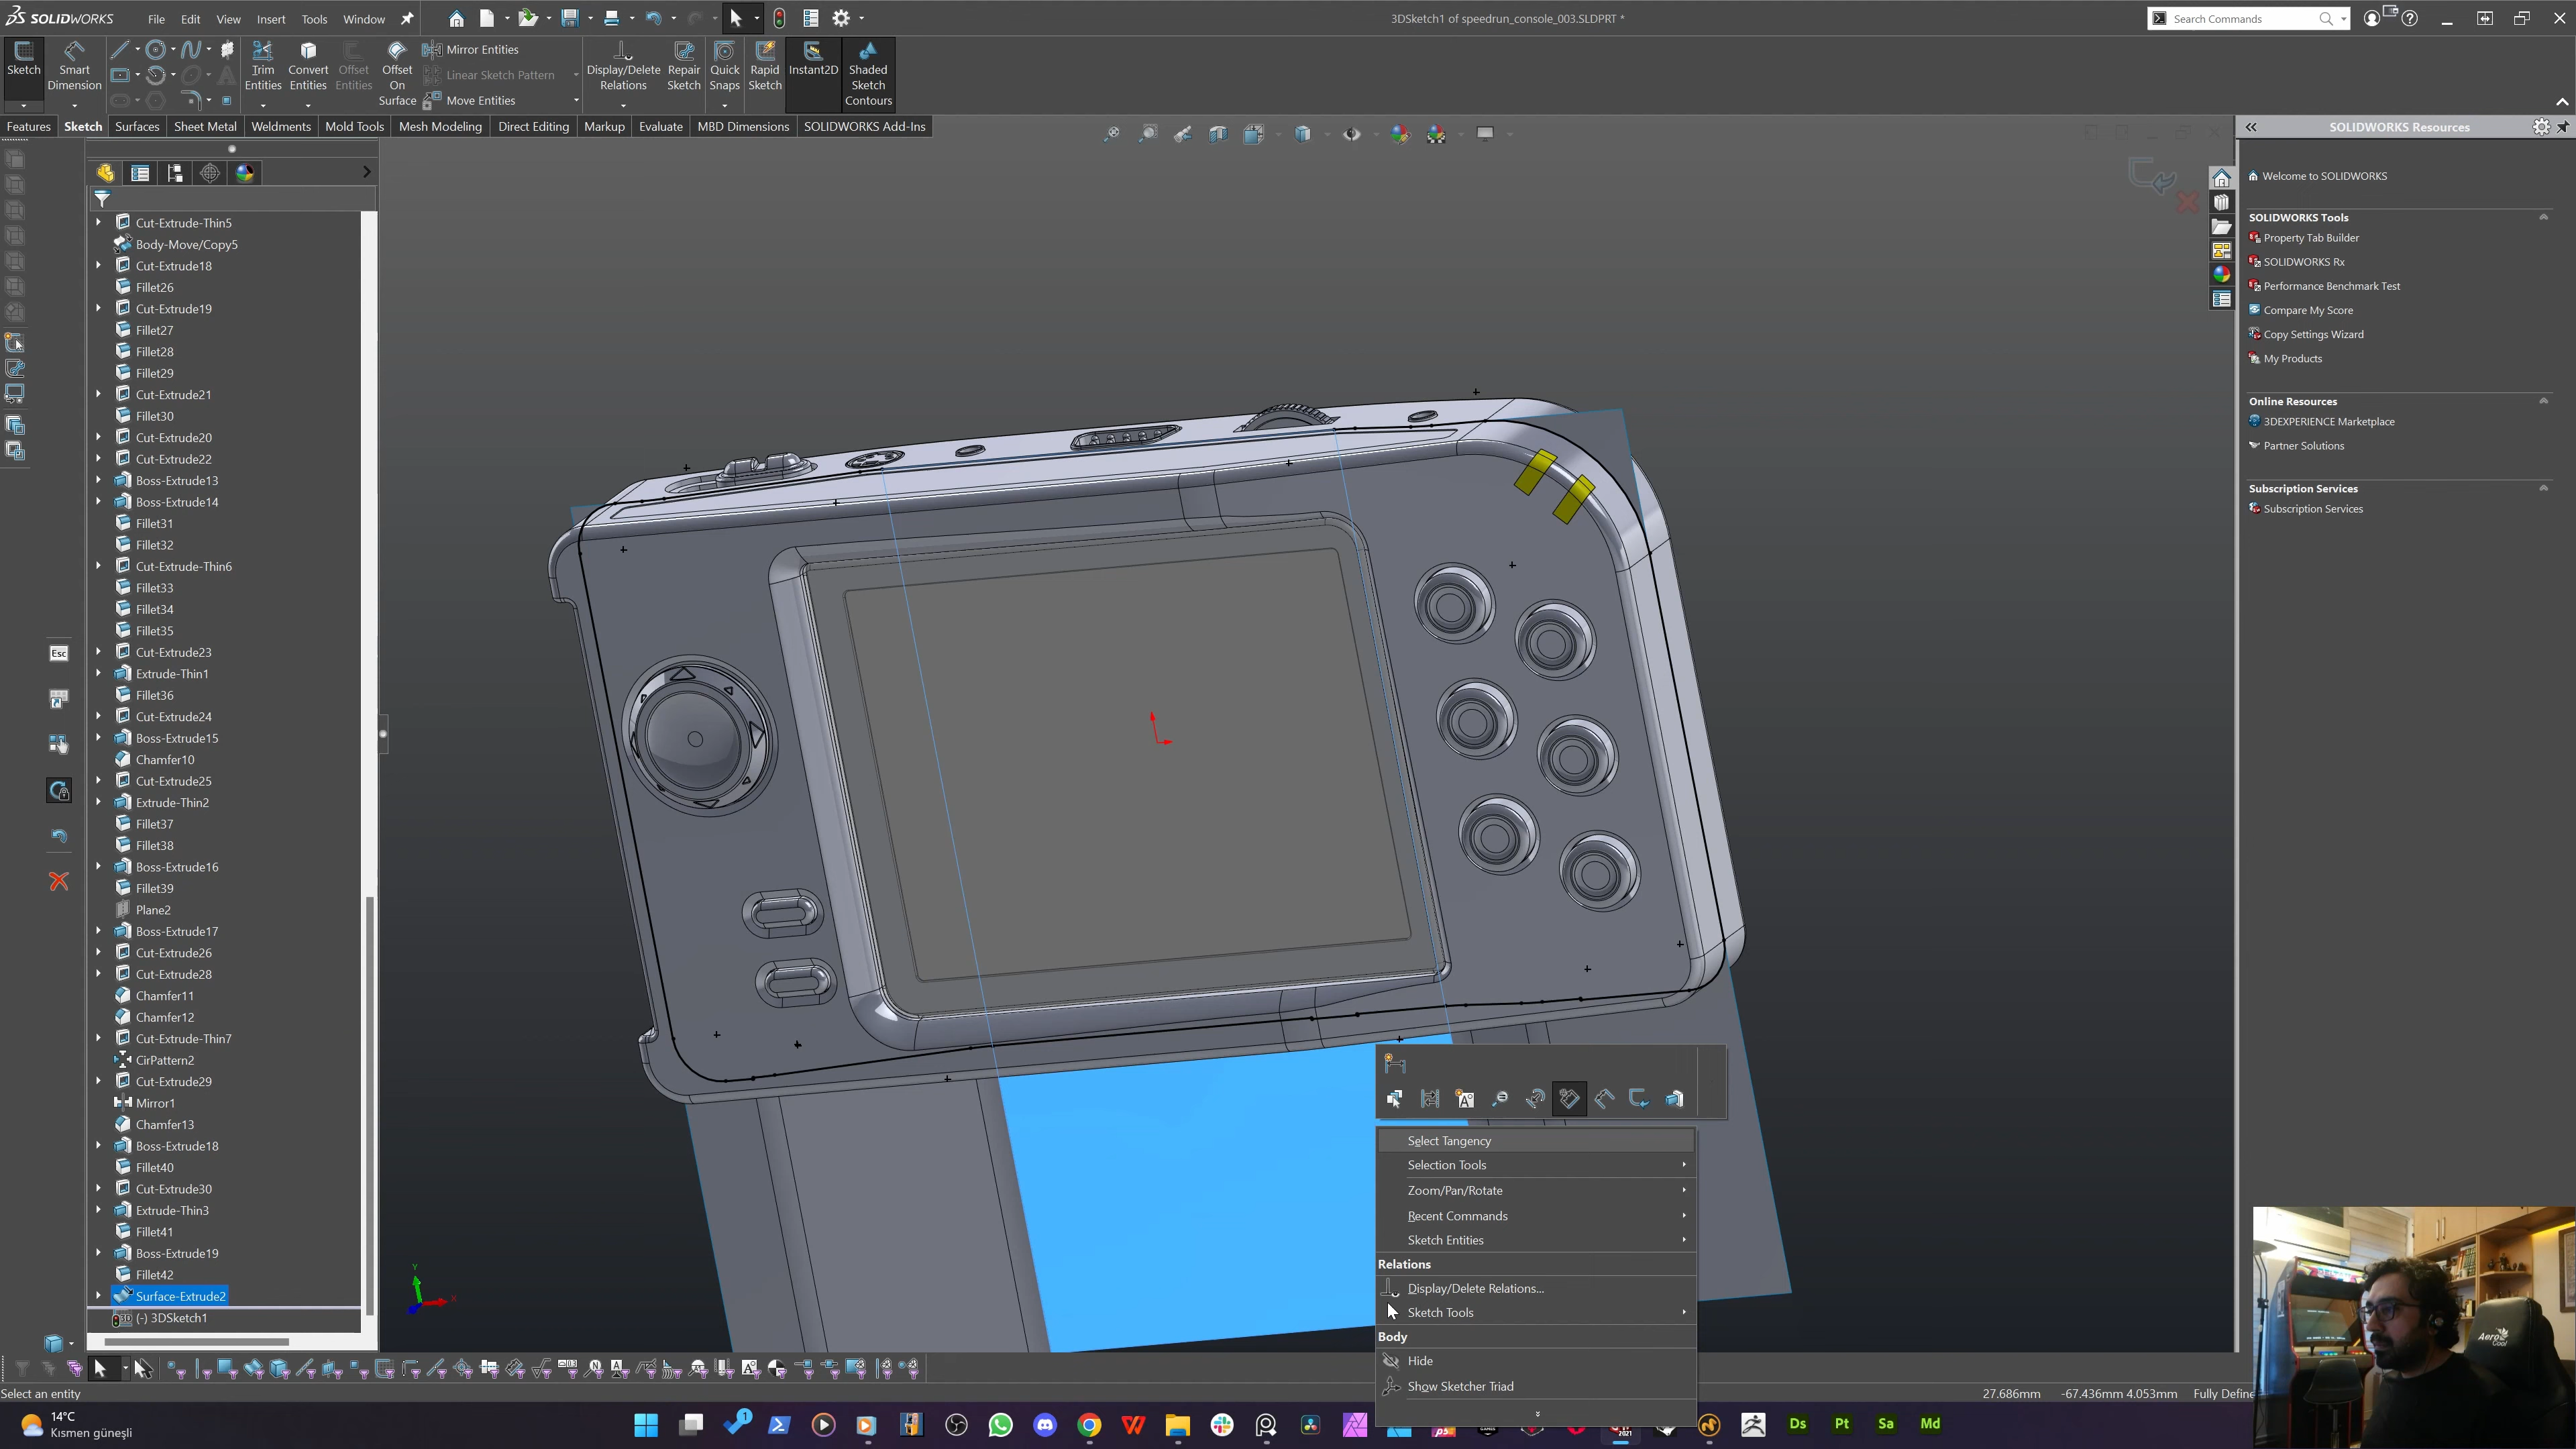 SOLIDWORKS
File Edit View Insert Tools Window
3DSketch1 of speedrun_console_003.SLDPRT *
Search Commands
Sketch
Smart Dimension
Trim Entities
Convert Entities
Offset Entities
Offset On Surface
Mirror Entities
Linear Sketch Pattern
Move Entities
Display/Delete Relations
Repair Sketch
Quick Snaps
Rapid Sketch
Instant2D
Shaded Sketch Contours
Features Sketch Surfaces Sheet Metal Weldments Mold Tools Mesh Modeling Direct Editing Markup Evaluate MBD Dimensions SOLIDWORKS Add-Ins
Cut-Extrude-Thin5
Body-Move/Copy5
Cut-Extrude18
Fillet26
Cut-Extrude19
Fillet27
Fillet28
Fillet29
Cut-Extrude21
Fillet30
Cut-Extrude20
Cut-Extrude22
Boss-Extrude13
Boss-Extrude14
Fillet31
Fillet32
Cut-Extrude-Thin6
Fillet33
Fillet34
Fillet35
Cut-Extrude23
Extrude-Thin1
Fillet36
Cut-Extrude24
Boss-Extrude15
Chamfer10
Cut-Extrude25
Extrude-Thin2
Fillet37
Fillet38
Boss-Extrude16
Fillet39
Plane2
Boss-Extrude17
Cut-Extrude26
Cut-Extrude28
Chamfer11
Chamfer12
Cut-Extrude-Thin7
CirPattern2
Cut-Extrude29
Mirror1
Chamfer13
Boss-Extrude18
Fillet40
Cut-Extrude30
Extrude-Thin3
Fillet41
Boss-Extrude19
Fillet42
Surface-Extrude2
(-) 3DSketch1
Esc
Y
X
Select Tangency
Selection Tools
Zoom/Pan/Rotate
Recent Commands
Sketch Entities
Relations
Display/Delete Relations...
Sketch Tools
Body
Hide
Show Sketcher Triad
SOLIDWORKS Resources
Welcome to SOLIDWORKS
SOLIDWORKS Tools
Property Tab Builder
SOLIDWORKS Rx
Performance Benchmark Test
Compare My Score
Copy Settings Wizard
My Products
Online Resources
3DEXPERIENCE Marketplace
Partner Solutions
Subscription Services
Subscription Services
Select an entity
27.686mm -67.436mm 4.053mm Fully Define
14°C
Kısmen güneşli
1
2021
Ds Pt Sa Md
Aero
Cool